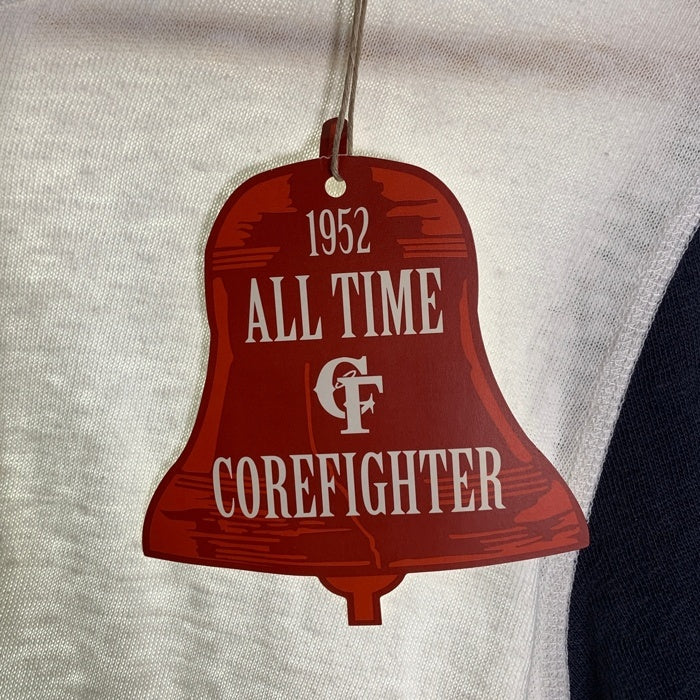 1952
ALL TIME
CF
COREFIGHTER